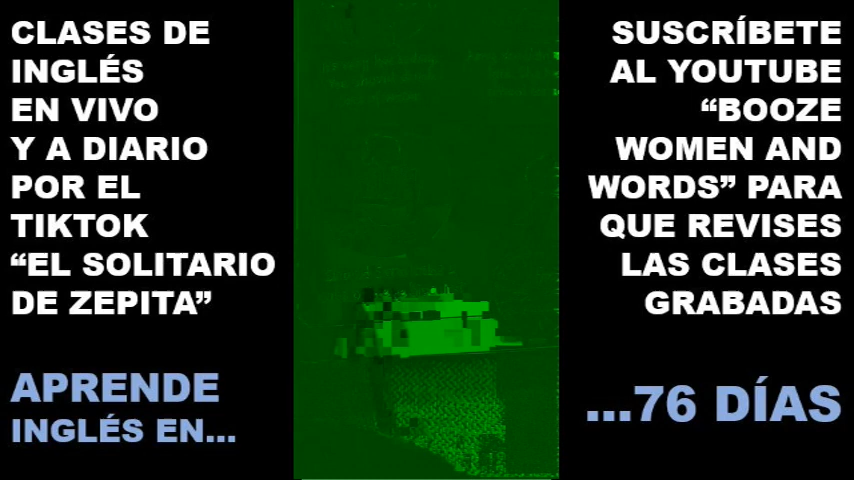 CLASES DE
INGLÉS
EN VIVO
Y A DIARIO
POR EL
TIKTOK
“EL SOLITARIO
DE ZEPITA”
APRENDE
INGLÉS EN...
SUSCRÍBETE
AL YOUTUBE
“BOOZE
WOMEN AND
WORDS” PARA
QUE REVISES
LAS CLASES
GRABADAS
...76 DÍAS